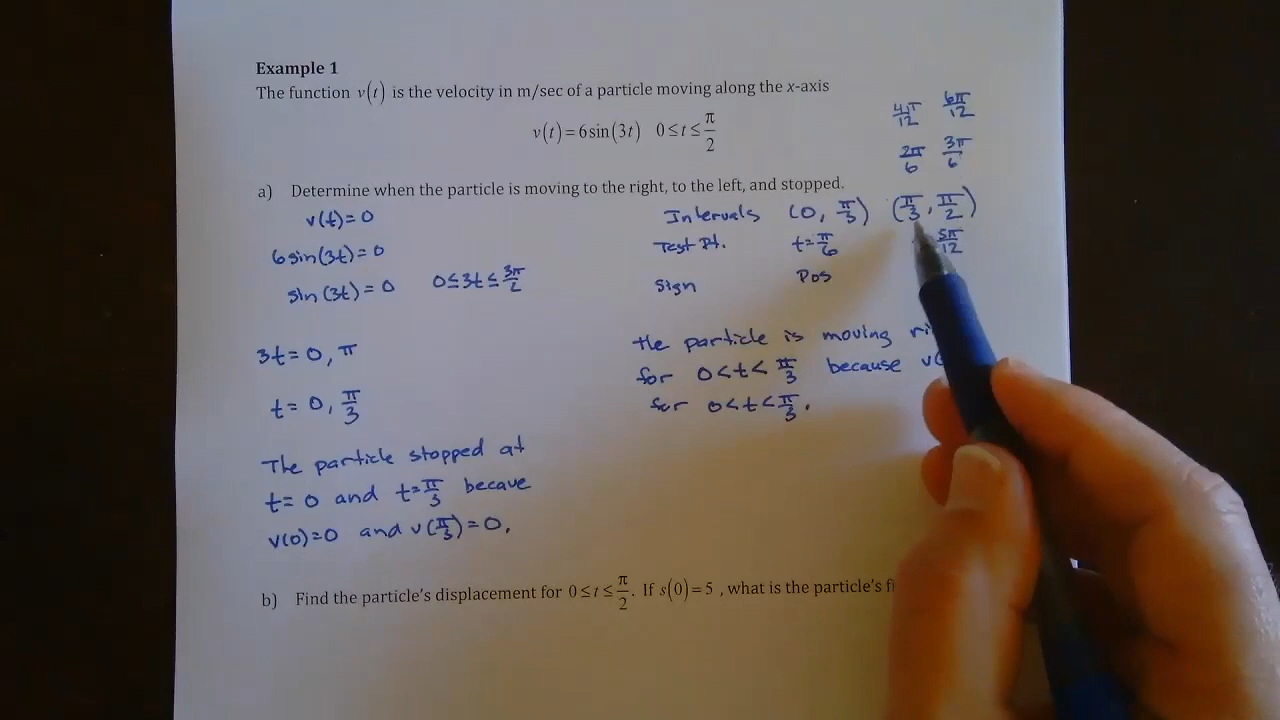 Example 1
The function v(t) is the velocity in m/sec of a particle moving along the x-axis
v(t)=6sin(3t) 0≤t≤π/2
4π/12 6π/12
2π/6 3π/6
a) Determine when the particle is moving to the right, to the left, and stopped.
v(t)=0
6sin(3t)=0
sin(3t)=0 0≤3t≤3π/2
3t=0, π
t=0, π/3
The particle stopped at
t=0 and t=π/3 becaue
v(0)=0 and v(π/3)=0.
Intervals (0, π/3) (π/3, π/2)
Test Pt. t=π/6 5π/12
Sign Pos
the particle is moving
for 0<t<π/3 because
for 0<t<π/3.
b) Find the particle's displacement for 0≤t≤π/2. If s(0)=5, what is the particle's